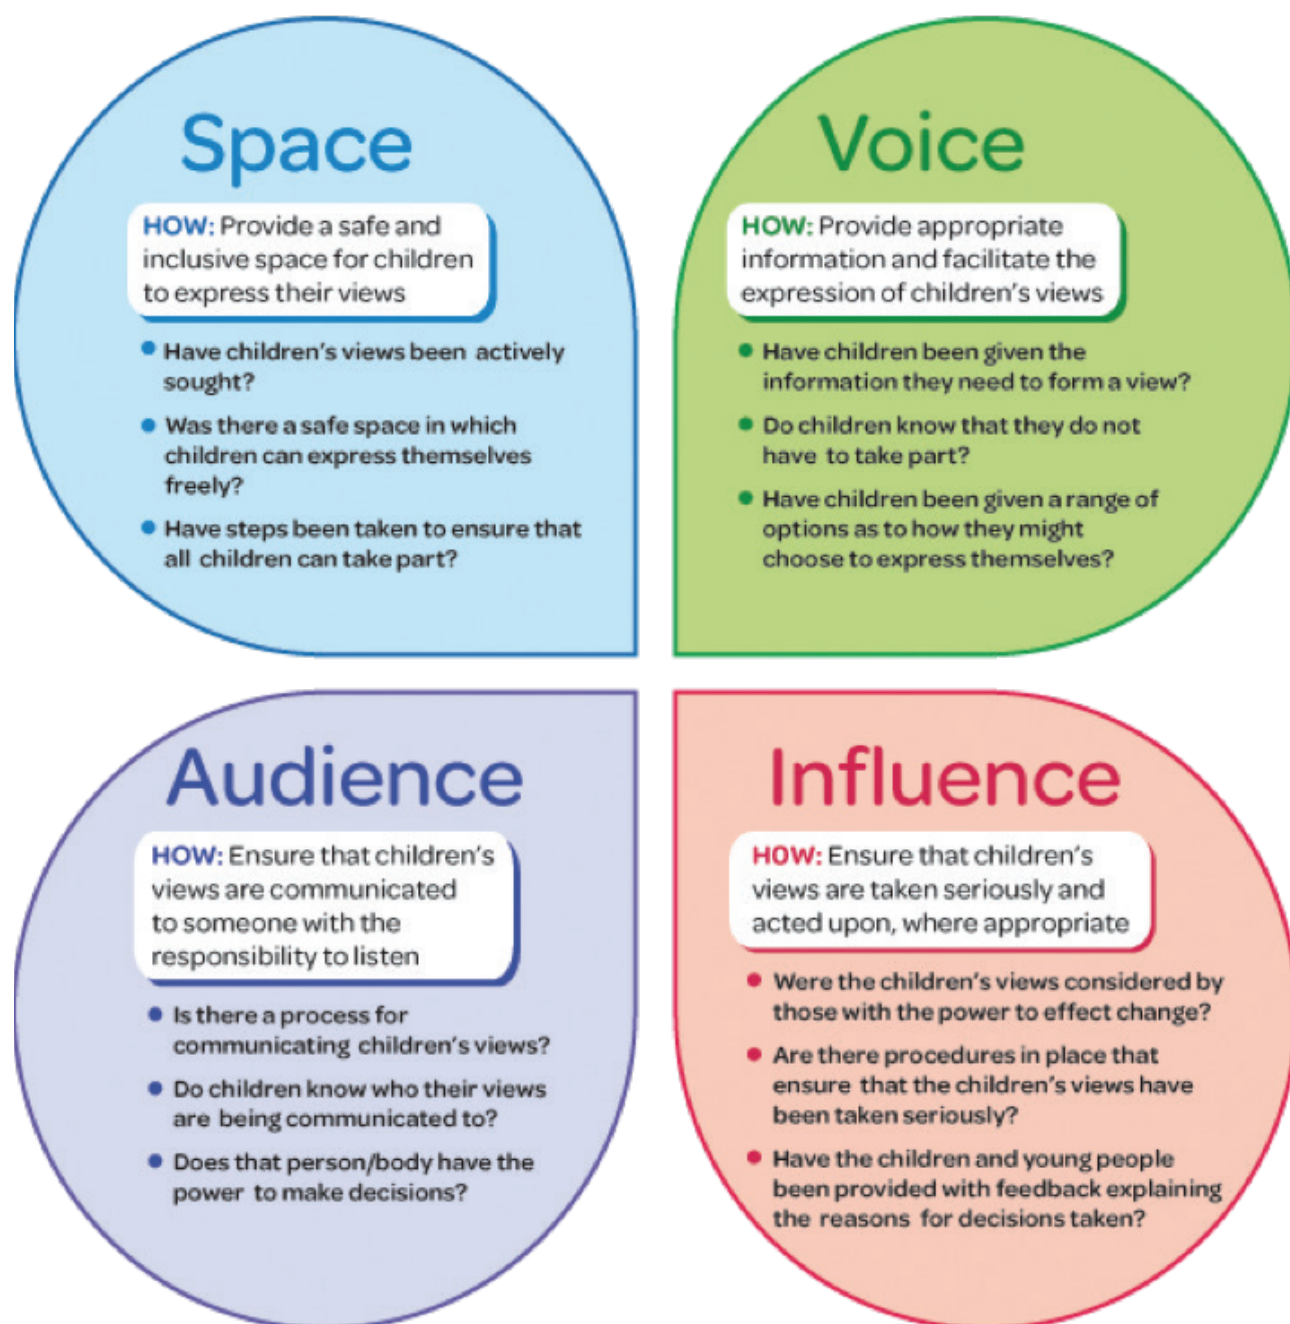 Space
HOW: Provide a safe and
inclusive space for children
to express their views
• Have children's views been actively
sought?
• Was there a safe space in which
children can express themselves
freely?
• Have steps been taken to ensure that
all children can take part?
Voice
HOW: Provide appropriate
information and facilitate the
expression of children's views
• Have children been given the
information they need to form a view?
• Do children know that they do not
have to take part?
• Have children been given a range of
options as to how they might
choose to express themselves?
Audience
HOW: Ensure that children's
views are communicated
to someone with the
responsibility to listen
• Is there a process for
communicating children's views?
• Do children know who their views
are being communicated to?
• Does that person/body have the
power to make decisions?
Influence
HOW: Ensure that children's
views are taken seriously and
acted upon, where appropriate
• Were the children's views considered by
those with the power to effect change?
• Are there procedures in place that
ensure that the children's views have
been taken seriously?
• Have the children and young people
been provided with feedback explaining
the reasons for decisions taken?